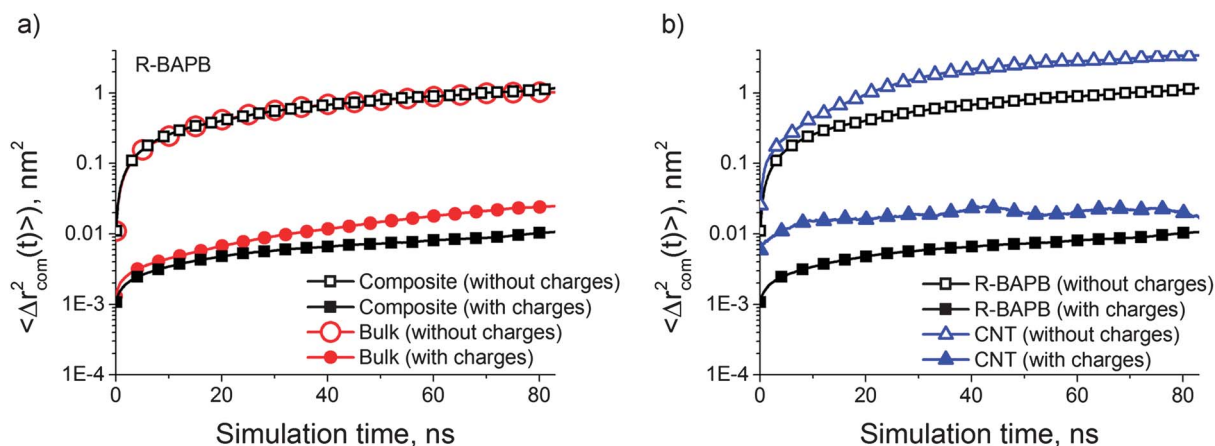 a)
R-BAPB
<Δr²com(t)>), nm²
1
0.1
0.01
1E-3
1E-4
0
20
40
60
80
Composite (without charges)
Composite (with charges)
Bulk (without charges)
Bulk (with charges)
Simulation time, ns
b)
<Δr²com(t)>), nm²
1
0.1
0.01
1E-3
1E-4
0
20
40
60
80
R-BAPB (without charges)
R-BAPB (with charges)
CNT (without charges)
CNT (with charges)
Simulation time, ns